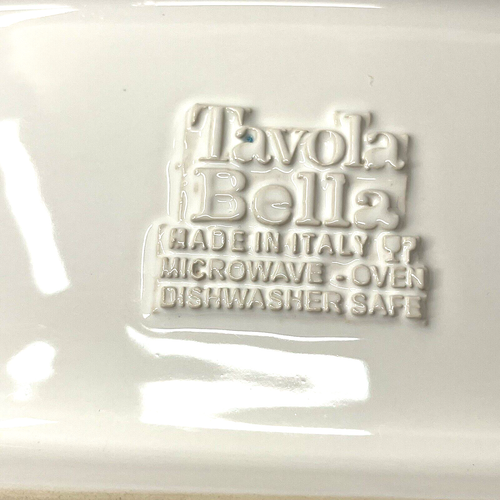 Tavola
Bella
MADE IN ITALY
MICROWAVE - OVEN
DISHWASHER SAFE